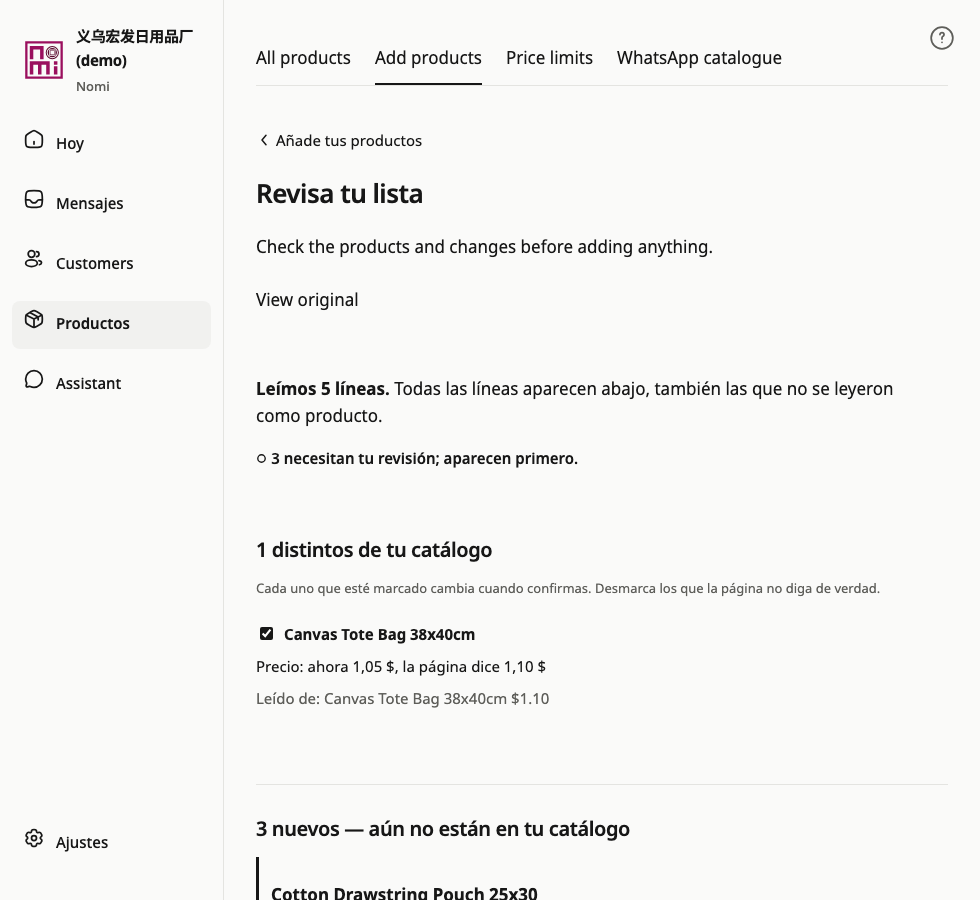 义乌宏发日用品厂
(demo)
Nomi
Hoy
Mensajes
Customers
Productos
Assistant
Ajustes
All products
Add products
Price limits
WhatsApp catalogue
Añade tus productos
Revisa tu lista
Check the products and changes before adding anything.
View original
Leímos 5 líneas. Todas las líneas aparecen abajo, también las que no se leyeron
como producto.
3 necesitan tu revisión; aparecen primero.
1 distintos de tu catálogo
Cada uno que esté marcado cambia cuando confirmas. Desmarca los que la página no diga de verdad.
Canvas Tote Bag 38x40cm
Precio: ahora 1,05 $, la página dice 1,10 $
Leído de: Canvas Tote Bag 38x40cm $1.10
3 nuevos — aún no están en tu catálogo
Cotton Drawstring Pouch 25x30